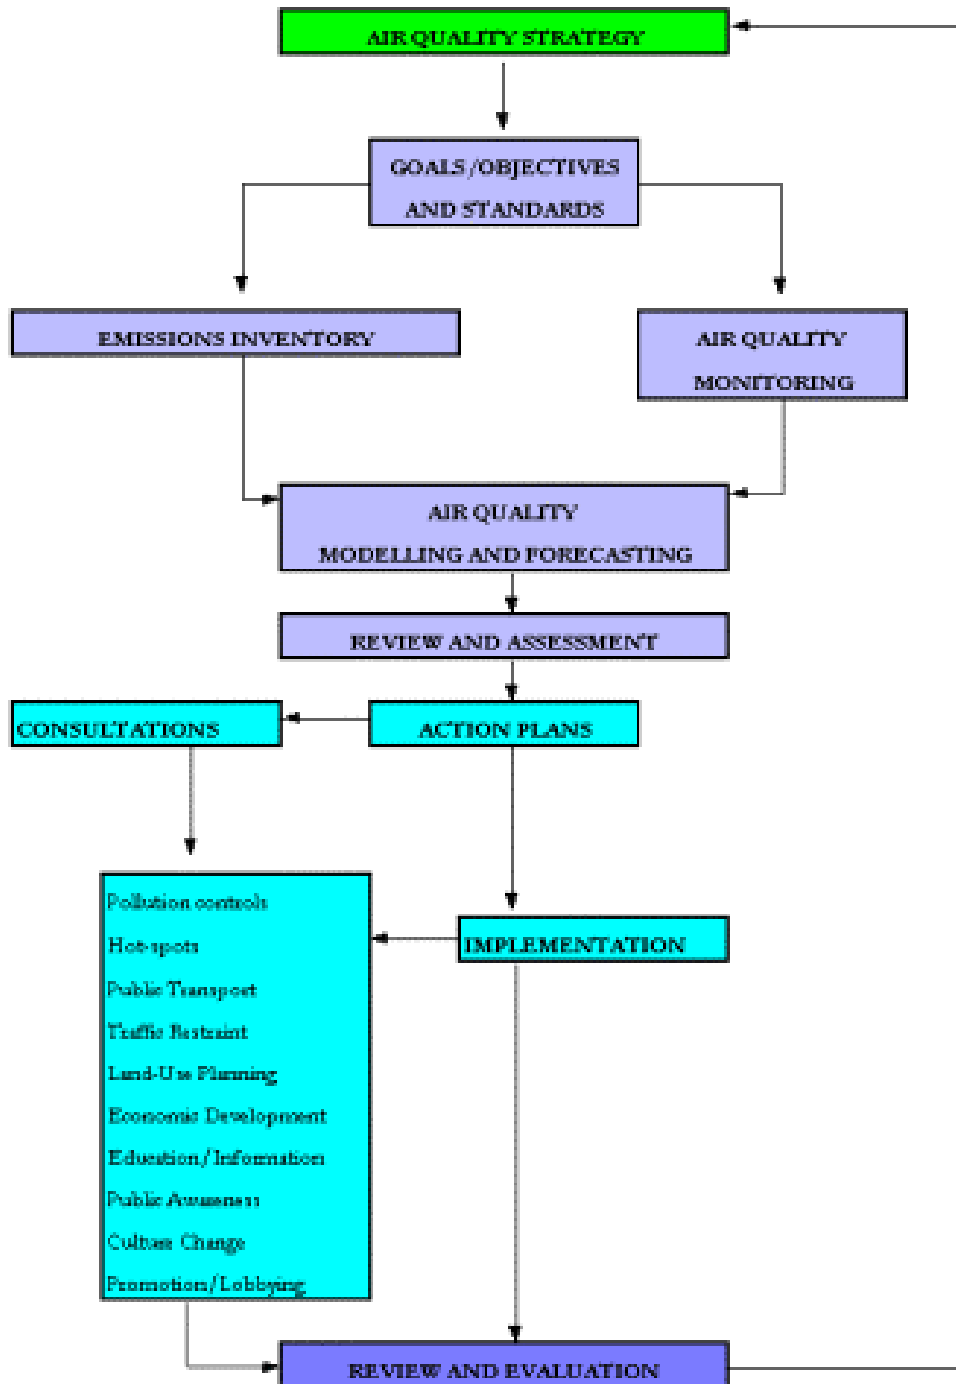 AIR QUALITY STRATEGY
GOALS/OBJECTIVES
AND STANDARDS
EMISSIONS INVENTORY
AIR QUALITY
MONITORING
AIR QUALITY
MODELLING AND FORECASTING
REVIEW AND ASSESSMENT
CONSULTATIONS
ACTION PLANS
Pollution controls
Hot-spots
Public Transport
Traffic Restraint
Land-Use Planning
Economic Development
Education/Information
Public Awareness
Culture Change
Promotion/Lobbying
IMPLEMENTATION
REVIEW AND EVALUATION